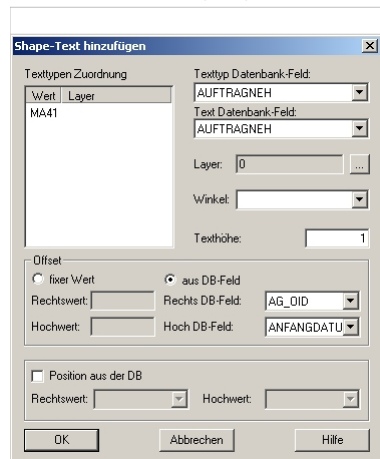 Shape-Text hinzufügen
Texttypen Zuordnung
Wert Layer
MA41
Texttyp Datenbank-Feld:
AUFTRAGNEH
Text Datenbank-Feld:
AUFTRAGNEH
Layer: 0 ...
Winkel:
Texthöhe: 1
Offset
fixer Wert
aus DB-Feld
Rechtswert:
Rechts DB-Feld: AG_OID
Hochwert:
Hoch DB-Feld: ANFANGDATU
Position aus der DB
Rechtswert:
Hochwert:
OK
Abbrechen
Hilfe